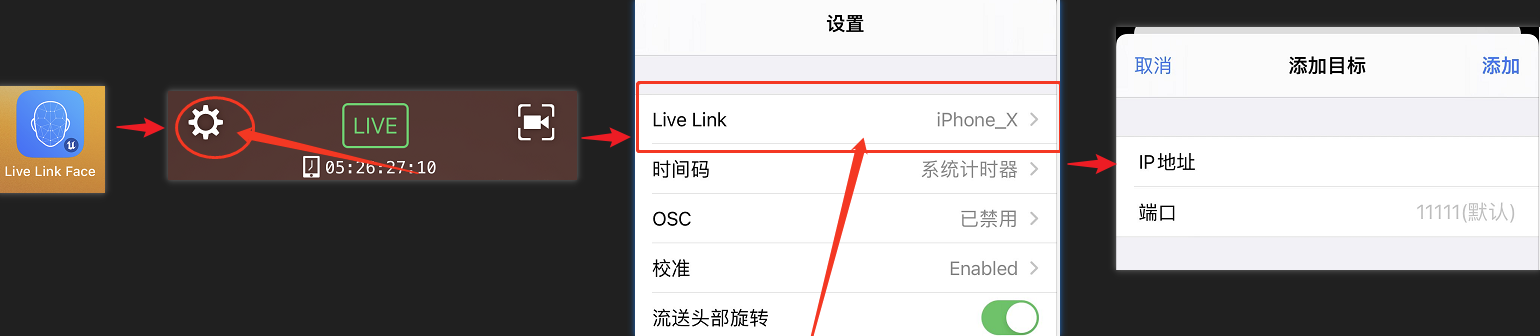 Live Link Face
LIVE
05:26:27:10
设置
Live Link iPhone_X
时间码 系统计时器
OSC 已禁用
校准 Enabled
流送头部旋转
取消 添加目标 添加
IP地址
端口 11111(默认)